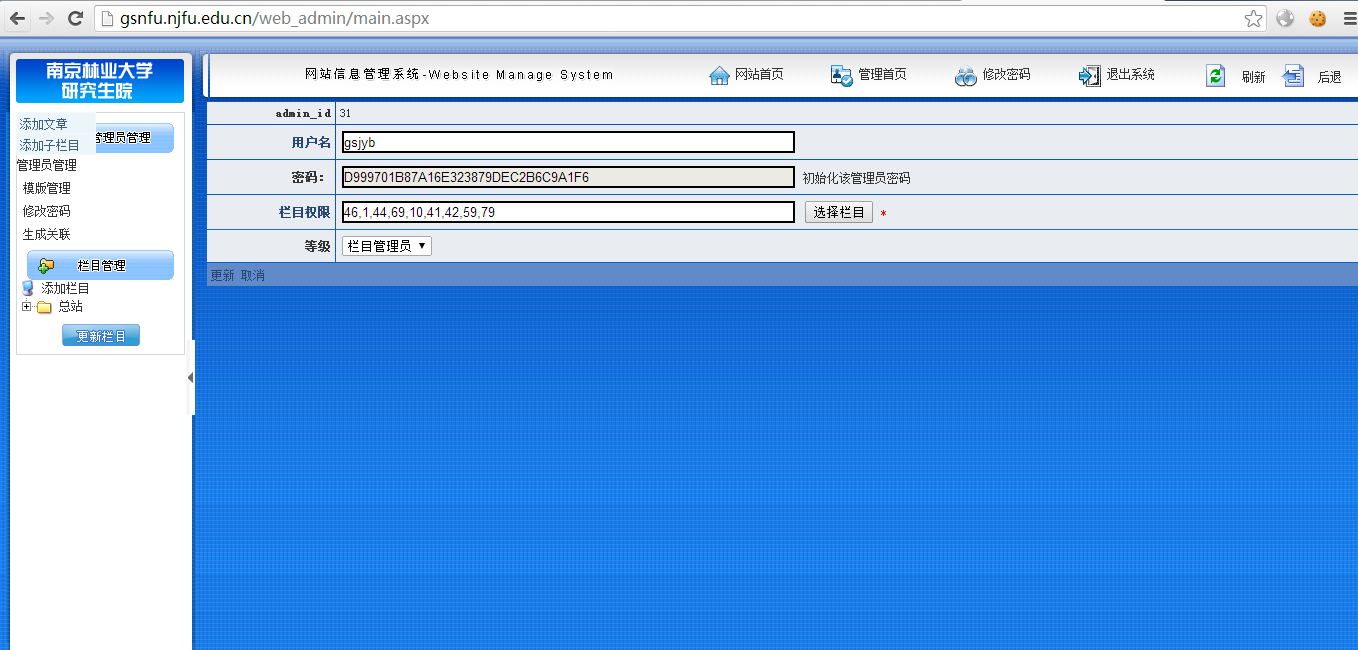 gsnfu.njfu.edu.cn/web_admin/main.aspx
南京林业大学
研究生院
网站信息管理系统-Website Manage System
网站首页
管理首页
修改密码
退出系统
刷新
后退
添加文章
添加子栏目
管理员管理
管理员管理
模版管理
修改密码
生成关联
栏目管理
添加栏目
总站
更新栏目
admin_id 31
用户名 gsjyb
密码: D999701B87A16E323879DEC2B6C9A1F6 初始化该管理员密码
栏目权限 46,1,44,69,10,41,42,59,79 选择栏目 *
等级 栏目管理员
更新 取消